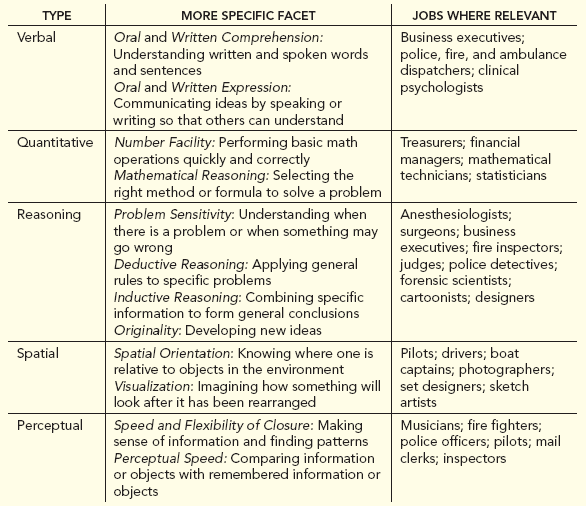 TYPE MORE SPECIFIC FACET JOBS WHERE RELEVANT
Verbal
Oral and Written Comprehension:
Understanding written and spoken words
and sentences
Oral and Written Expression:
Communicating ideas by speaking or
writing so that others can understand
Business executives;
police, fire, and ambulance
dispatchers; clinical
psychologists
Quantitative
Number Facility: Performing basic math
operations quickly and correctly
Mathematical Reasoning: Selecting the
right method or formula to solve a problem
Treasurers; financial
managers; mathematical
technicians; statisticians
Reasoning
Problem Sensitivity: Understanding when
there is a problem or when something may
go wrong
Deductive Reasoning: Applying general
rules to specific problems
Inductive Reasoning: Combining specific
information to form general conclusions
Originality: Developing new ideas
Anesthesiologists;
surgeons; business
executives; fire inspectors;
judges; police detectives;
forensic scientists;
cartoonists; designers
Spatial
Spatial Orientation: Knowing where one is
relative to objects in the environment
Visualization: Imagining how something will
look after it has been rearranged
Pilots; drivers; boat
captains; photographers;
set designers; sketch
artists
Perceptual
Speed and Flexibility of Closure: Making
sense of information and finding patterns
Perceptual Speed: Comparing information
or objects with remembered information or
objects
Musicians; fire fighters;
police officers; pilots; mail
clerks; inspectors